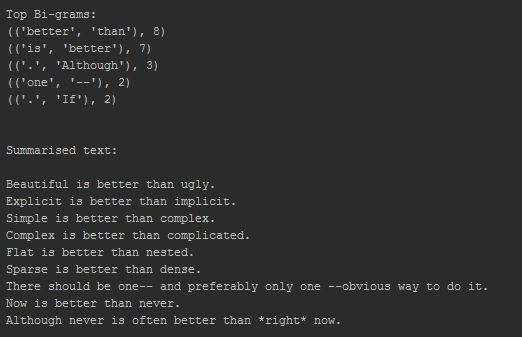 Top Bi-grams:
(('better', 'than'), 8)
(('is', 'better'), 7)
(('.', 'Although'), 3)
(('one', '--'), 2)
(('.', 'If'), 2)
Summarised text:
Beautiful is better than ugly.
Explicit is better than implicit.
Simple is better than complex.
Complex is better than complicated.
Flat is better than nested.
Sparse is better than dense.
There should be one-- and preferably only one --obvious way to do it.
Now is better than never.
Although never is often better than *right* now.